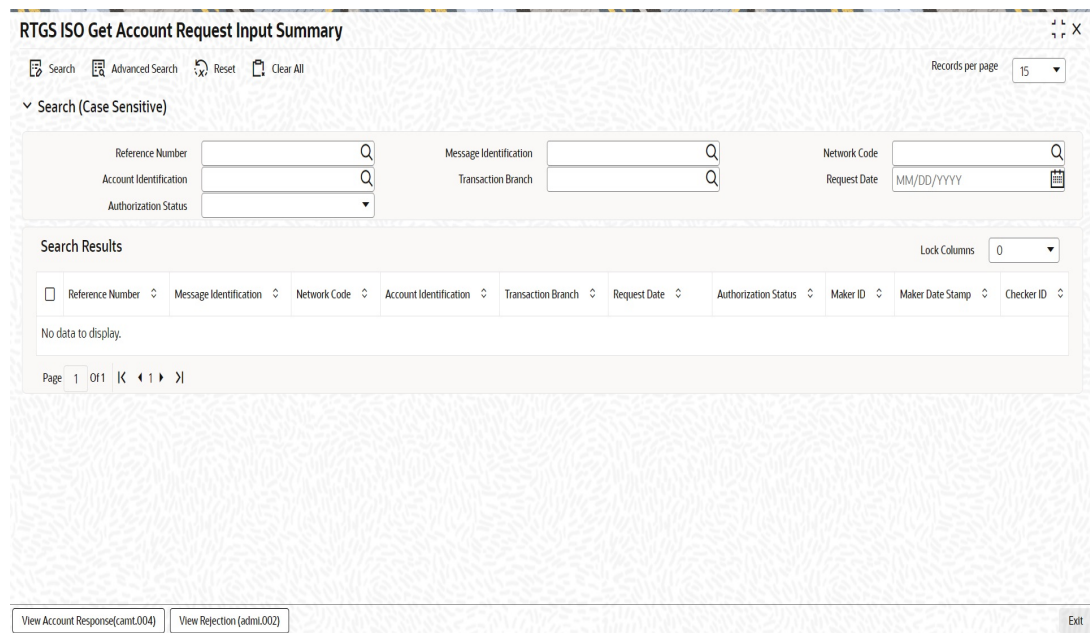 RTGS ISO Get Account Request Input Summary
Search Advanced Search Reset Clear All Records per page 15
Search (Case Sensitive)
Reference Number Message Identification Network Code
Account Identification Transaction Branch Request Date MM/DD/YYYY
Authorization Status
Search Results Lock Columns 0
Reference Number Message Identification Network Code Account Identification Transaction Branch Request Date Authorization Status Maker ID Maker Date Stamp Checker ID
No data to display.
Page 1 Of 1 1
View Account Response(camt.004) View Rejection (admi.002) Exit